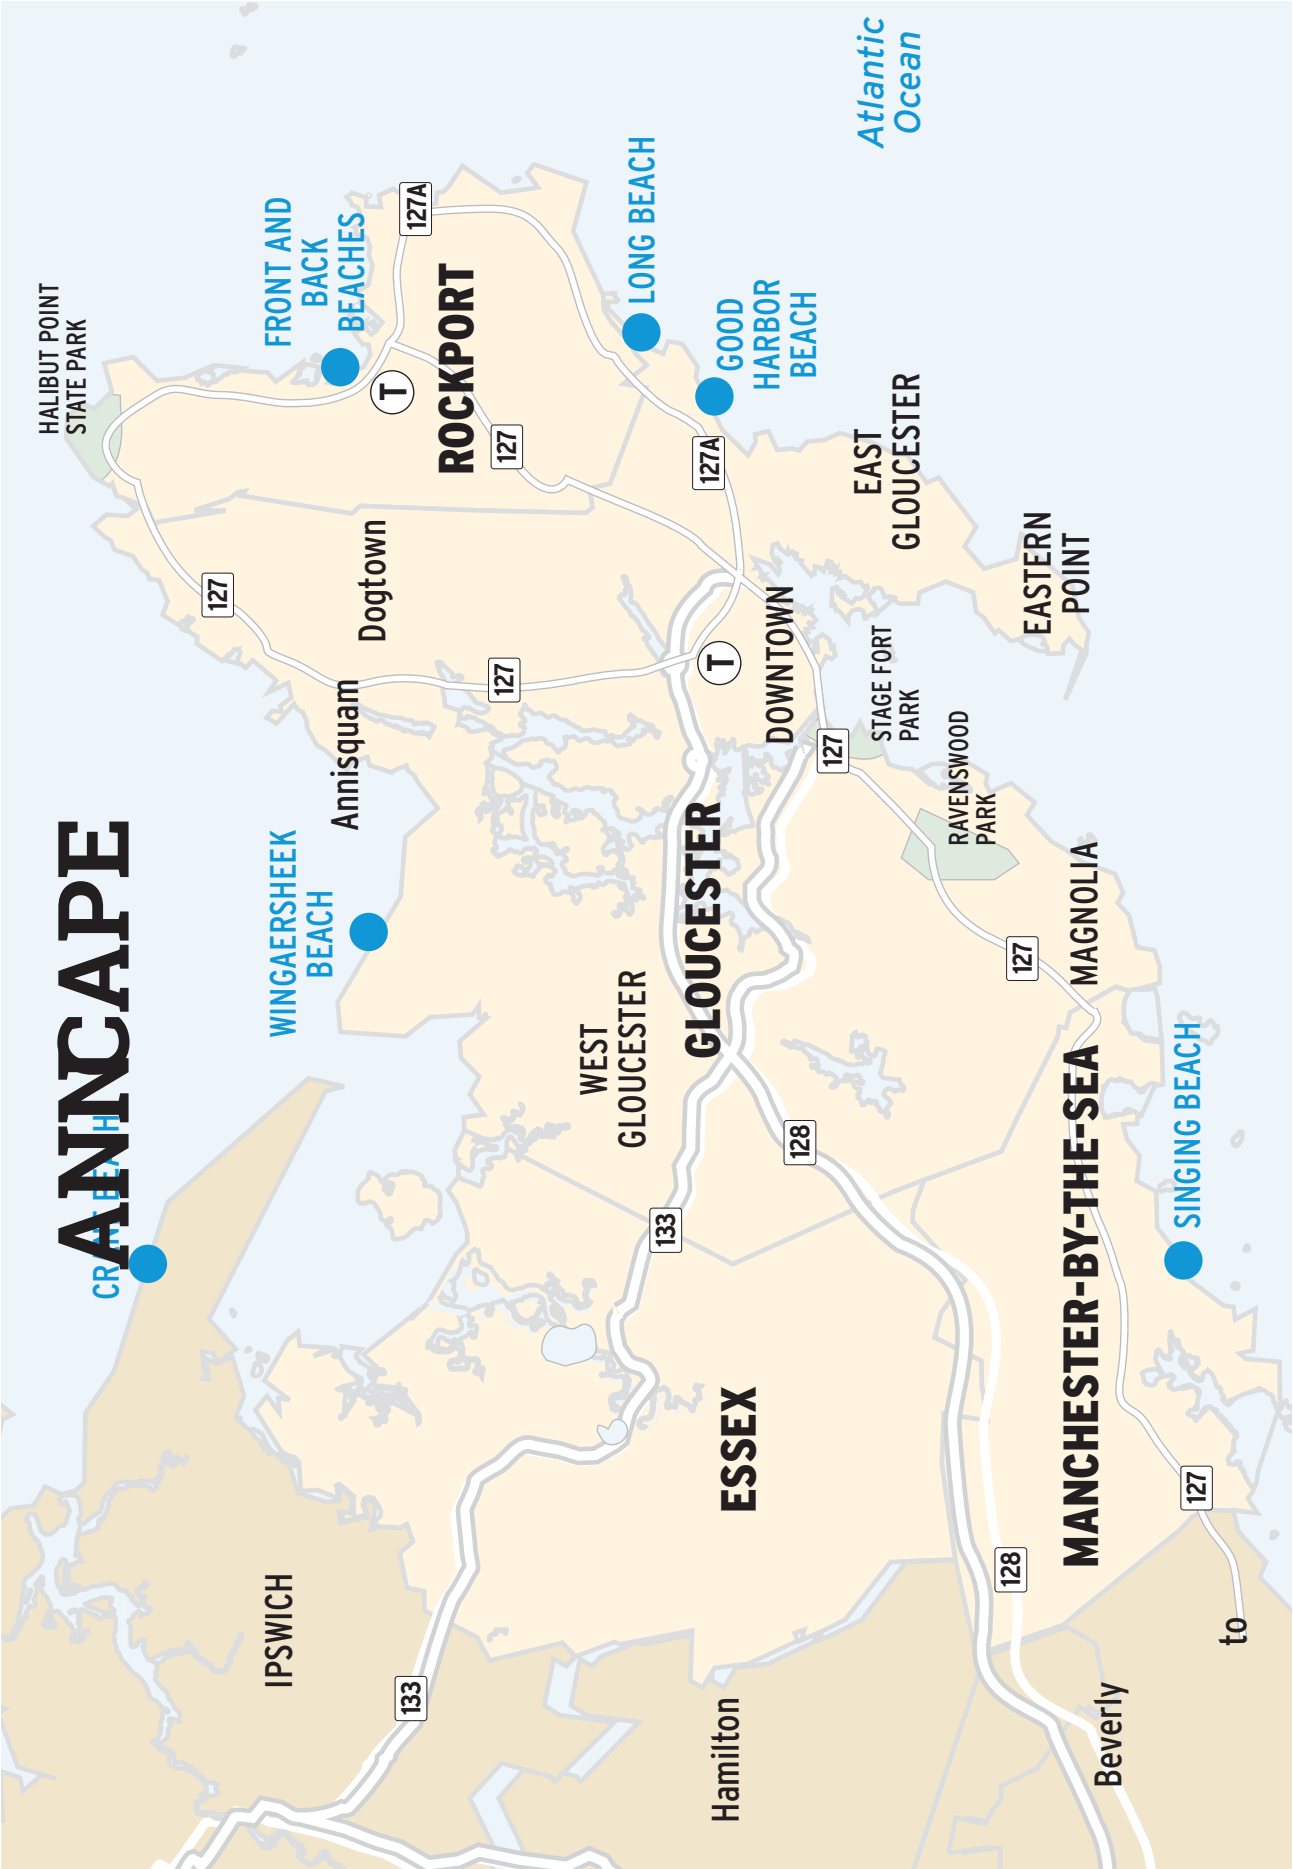 ANNCAPE
CRANE BEACH
HALIBUT POINT
STATE PARK
127
FRONT AND
BACK
BEACHES
WINGAERSHEEK
BEACH
IPSWICH
Annisquam
Dogtown
T
127A
133
ROCKPORT
127
127
WEST
GLOUCESTER
LONG BEACH
133
GLOUCESTER
T
127A
GOOD
HARBOR
BEACH
Hamilton
ESSEX
DOWNTOWN
128
127
EAST
GLOUCESTER
STAGE FORT
PARK
Atlantic
Ocean
RAVENSWOOD
PARK
128
127
EASTERN
POINT
MANCHESTER-BY-THE-SEA
MAGNOLIA
Beverly
SINGING BEACH
127
to